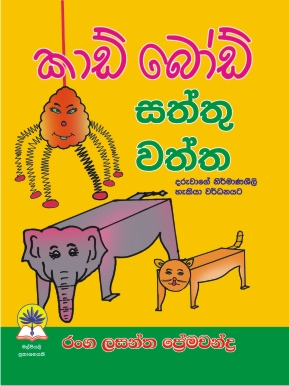 කාඩ් බෝඩ්
සත්තු
වත්ත
දරුවාගේ නිර්මාණශීලී
හැකියා වර්ධනයට
රංග ලසන්ත ප්‍රේමචන්ද්‍ර